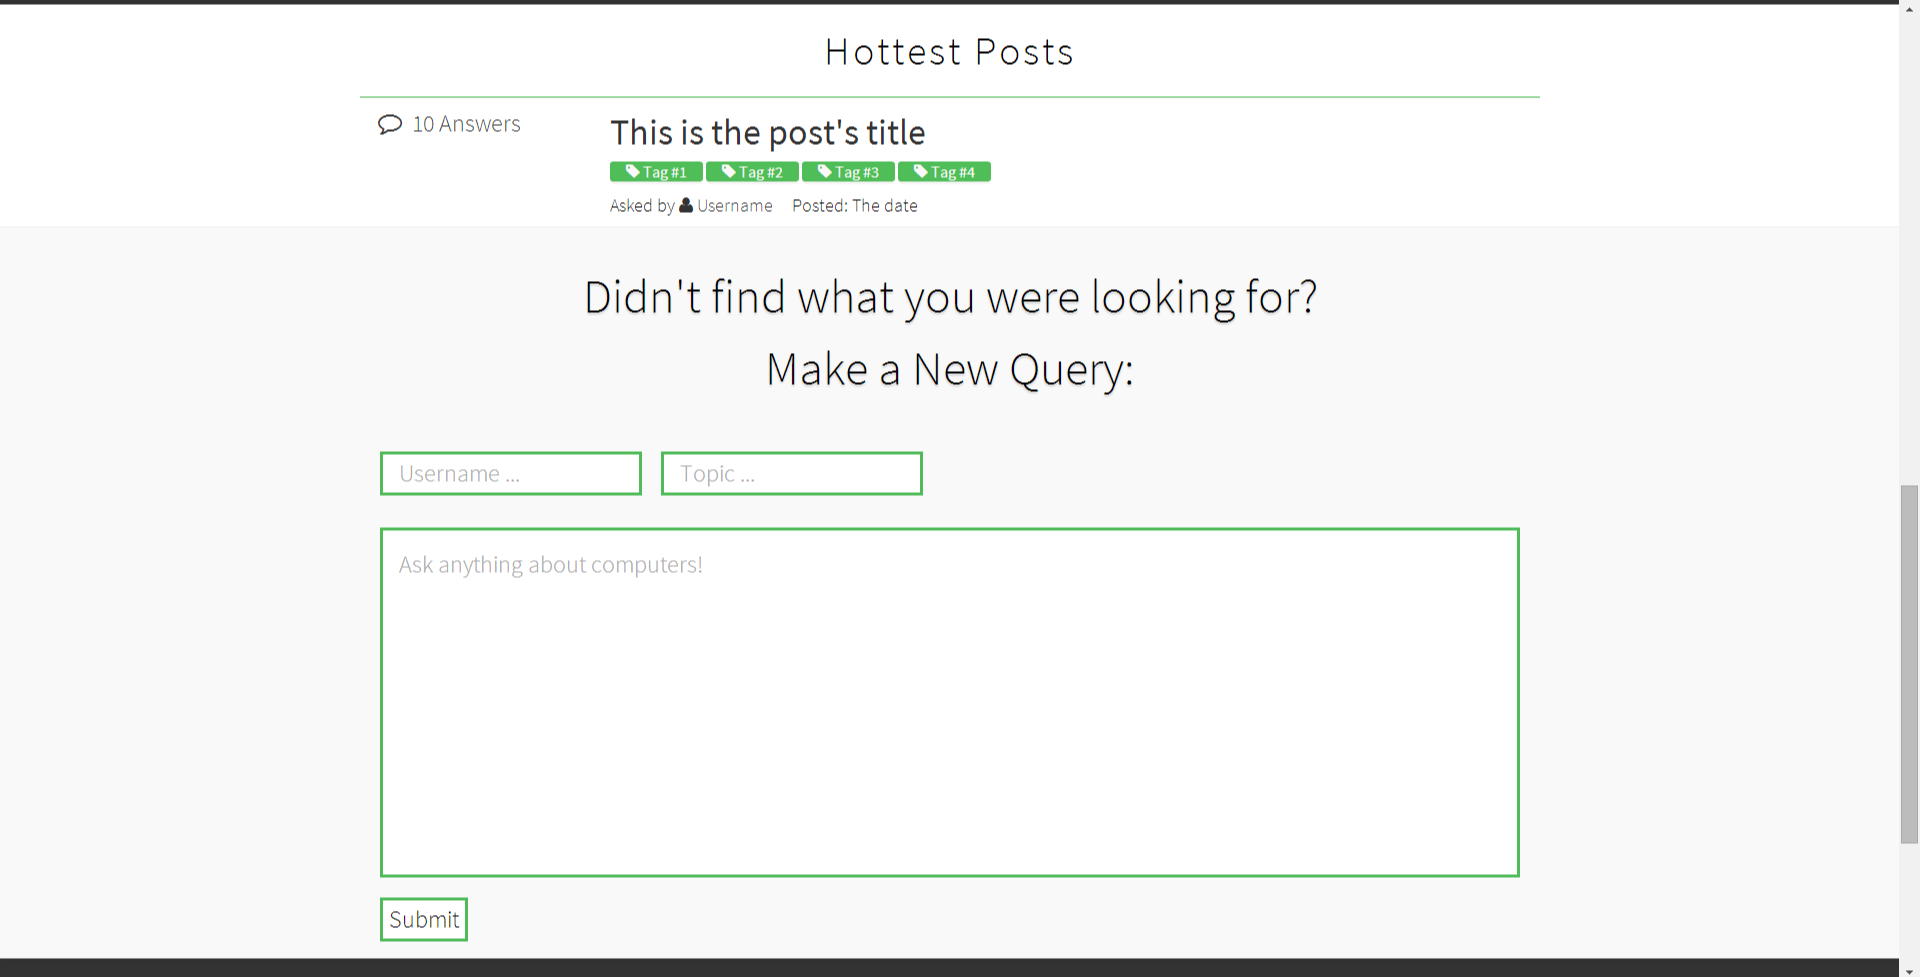 Hottest Posts
10 Answers
This is the post's title
Tag #1 Tag #2 Tag #3 Tag #4
Asked by Username Posted: The date
Didn't find what you were looking for?
Make a New Query:
Username ... Topic ...
Ask anything about computers!
Submit